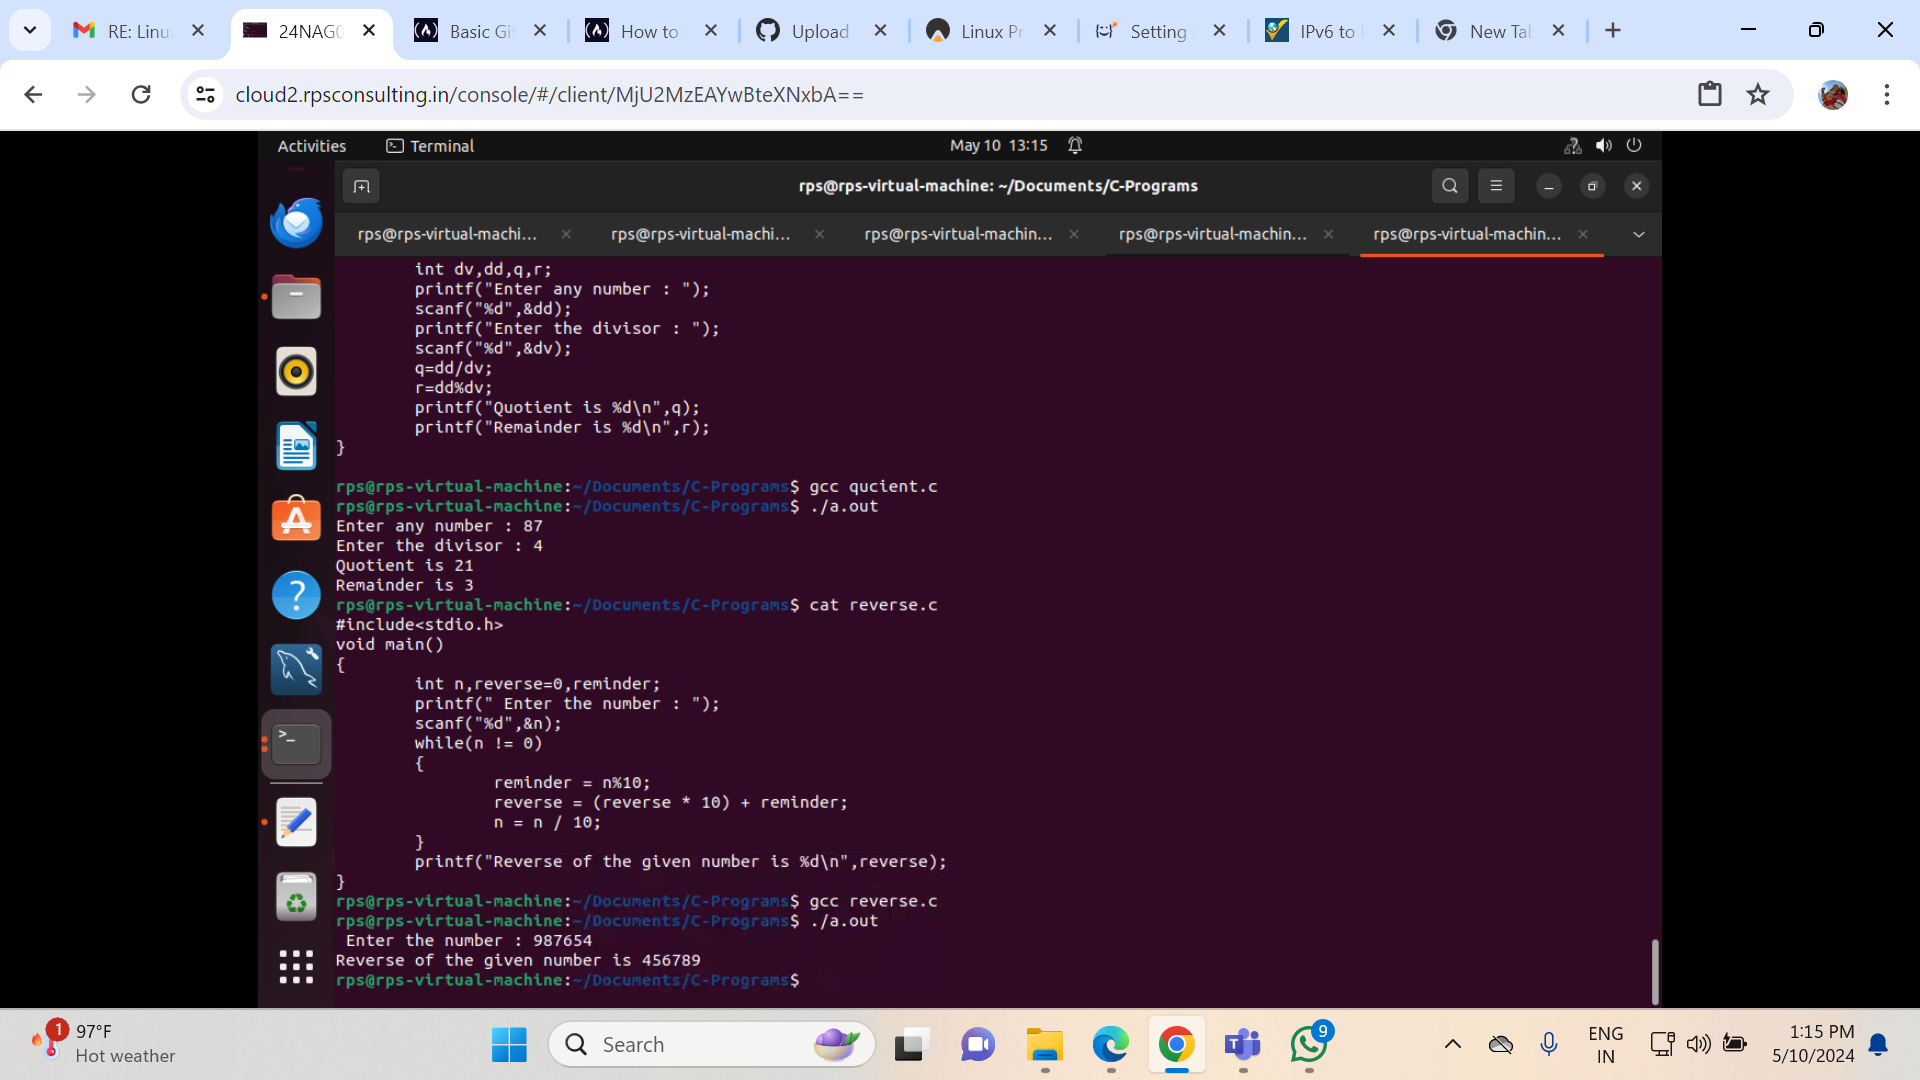 RE: Linu
24NAG0
Basic Gi
How to
Upload
Linux Pr
Setting
IPv6 to
New Tab
cloud2.rpsconsulting.in/console/#/client/MjU2MzEAYwBteXNxbA==
Activities
Terminal
May 10 13:15
rps@rps-virtual-machine: ~/Documents/C-Programs
rps@rps-virtual-machi...
rps@rps-virtual-machi...
rps@rps-virtual-machin...
rps@rps-virtual-machin...
rps@rps-virtual-machin...
int dv,dd,q,r;
printf("Enter any number : ");
scanf("%d",&dd);
printf("Enter the divisor : ");
scanf("%d",&dv);
q=dd/dv;
r=dd%dv;
printf("Quotient is %d\n",q);
printf("Remainder is %d\n",r);
}
rps@rps-virtual-machine:~/Documents/C-Programs$ gcc qucient.c
rps@rps-virtual-machine:~/Documents/C-Programs$ ./a.out
Enter any number : 87
Enter the divisor : 4
Quotient is 21
Remainder is 3
rps@rps-virtual-machine:~/Documents/C-Programs$ cat reverse.c
#include<stdio.h>
void main()
{
int n,reverse=0,reminder;
printf(" Enter the number : ");
scanf("%d",&n);
while(n != 0)
{
reminder = n%10;
reverse = (reverse * 10) + reminder;
n = n / 10;
}
printf("Reverse of the given number is %d\n",reverse);
}
rps@rps-virtual-machine:~/Documents/C-Programs$ gcc reverse.c
rps@rps-virtual-machine:~/Documents/C-Programs$ ./a.out
Enter the number : 987654
Reverse of the given number is 456789
rps@rps-virtual-machine:~/Documents/C-Programs$
1
97°F
Hot weather
Search
9
ENG
IN
1:15 PM
5/10/2024